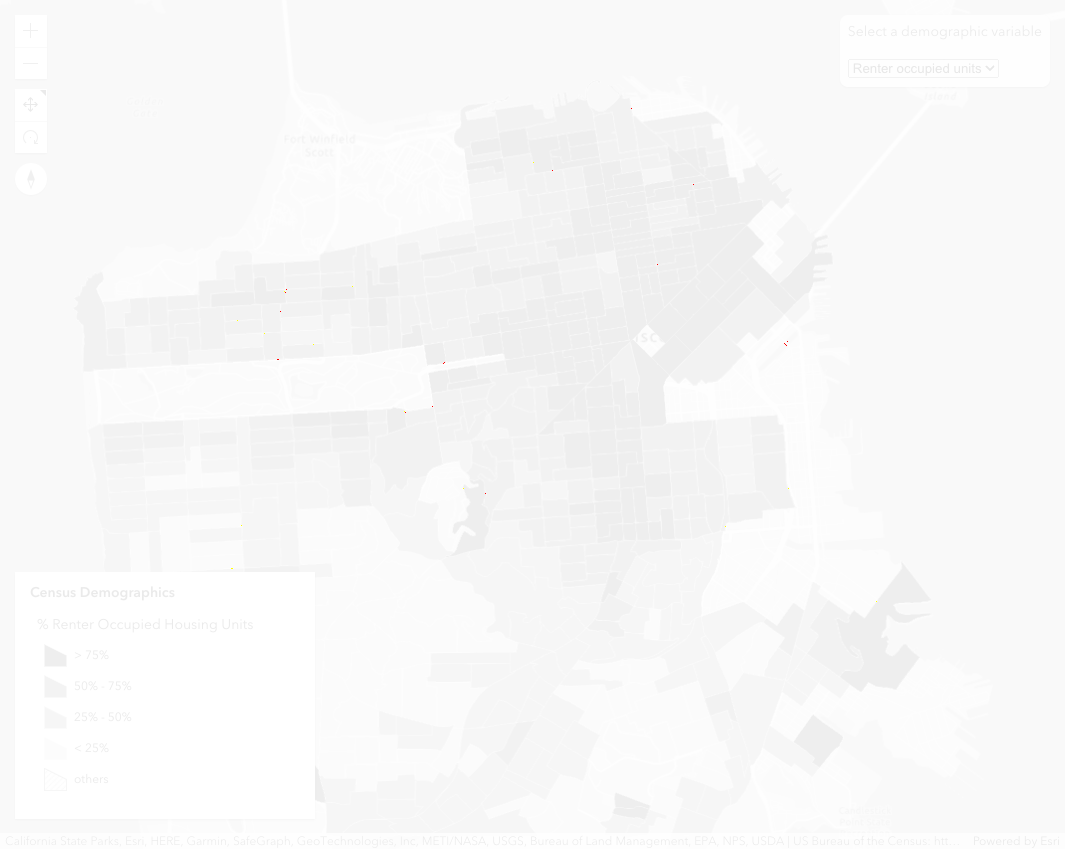 Select a demographic variable
Renter occupied units
Fort Winfield
Scott
ISC
Census Demographics
% Renter Occupied Housing Units
> 75%
50% - 75%
25% - 50%
< 25%
others
California State Parks, Esri, HERE, Garmin, SafeGraph, GeoTechnologies, Inc, METI/NASA, USGS, Bureau of Land Management, EPA, NPS, USDA | US Bureau of the Census: htt...
Powered by Esri